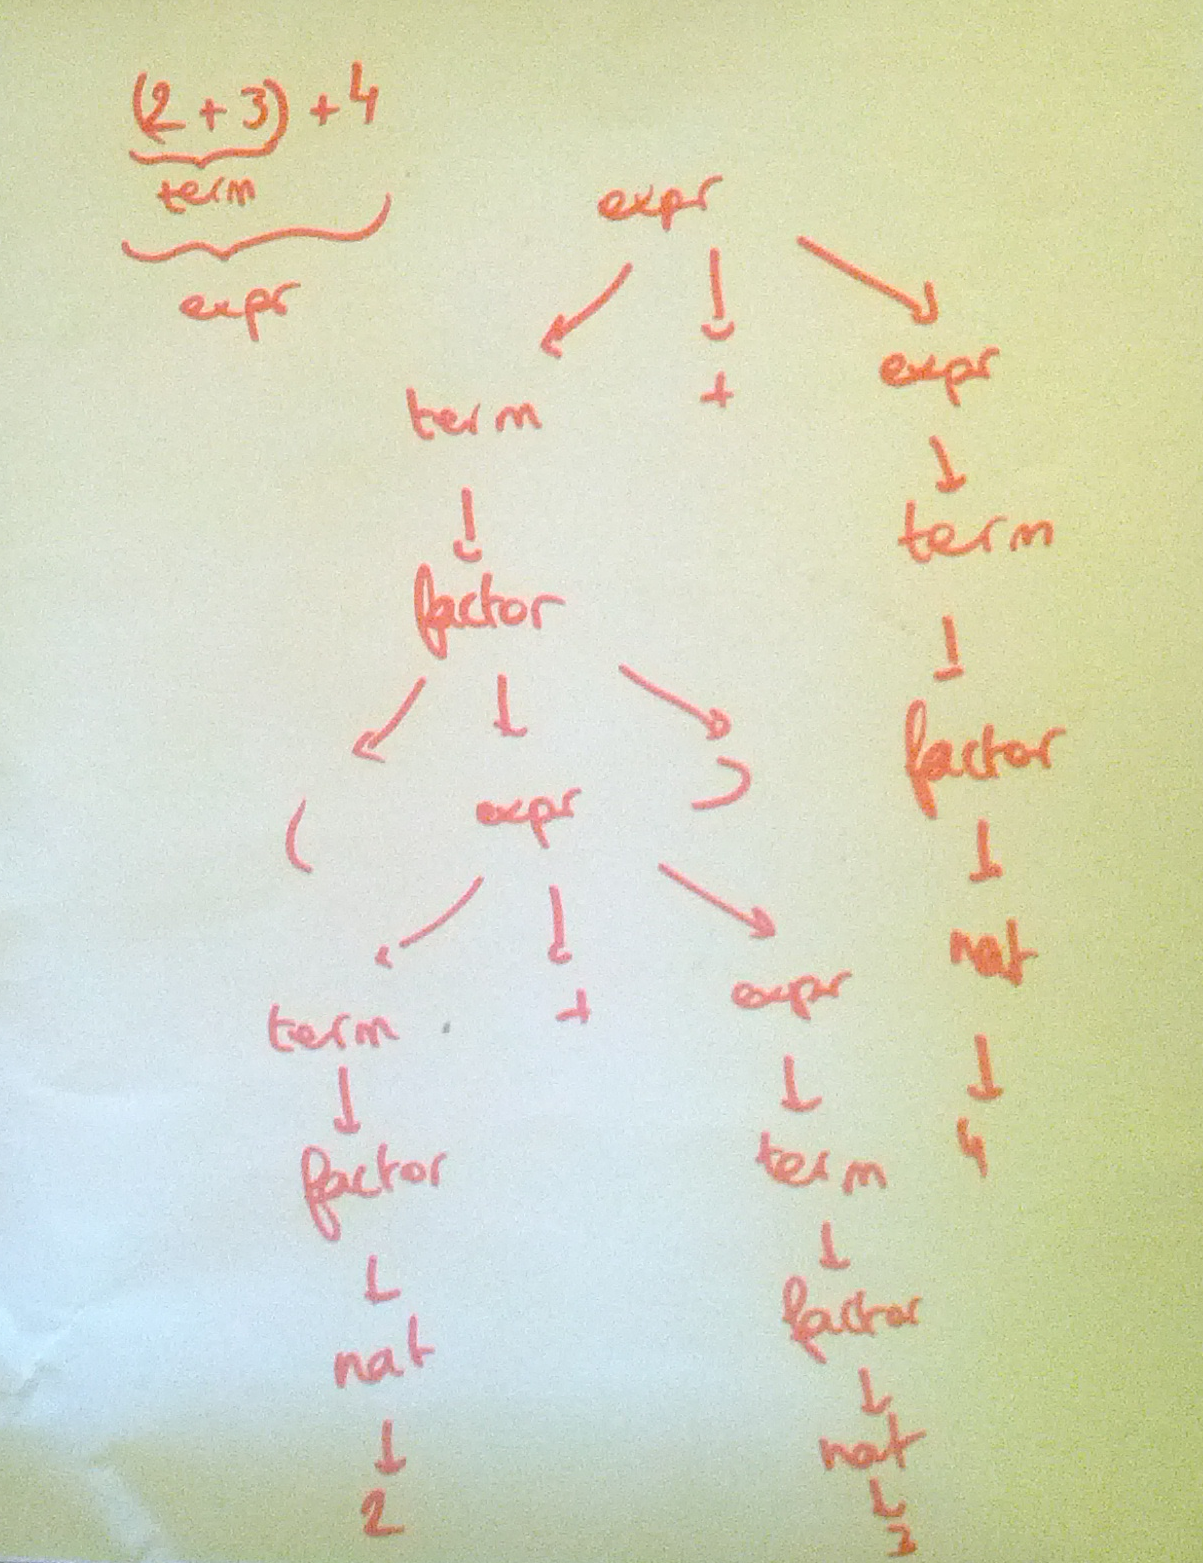 (2 + 3) + 4
term
expr
expr
term + expr
term
factor
factor
( expr )
nat
term + expr
4
factor
term
factor
nat
nat
2
3